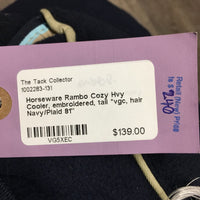 The Tack Collector
1002283-131
Horseware Rambo Cozy Hvy
Cooler, embroidered, tail "vgc, hair
Navy/Plaid 81"
VG5XEC
$139.00
Retail (New) Price
is $ 240